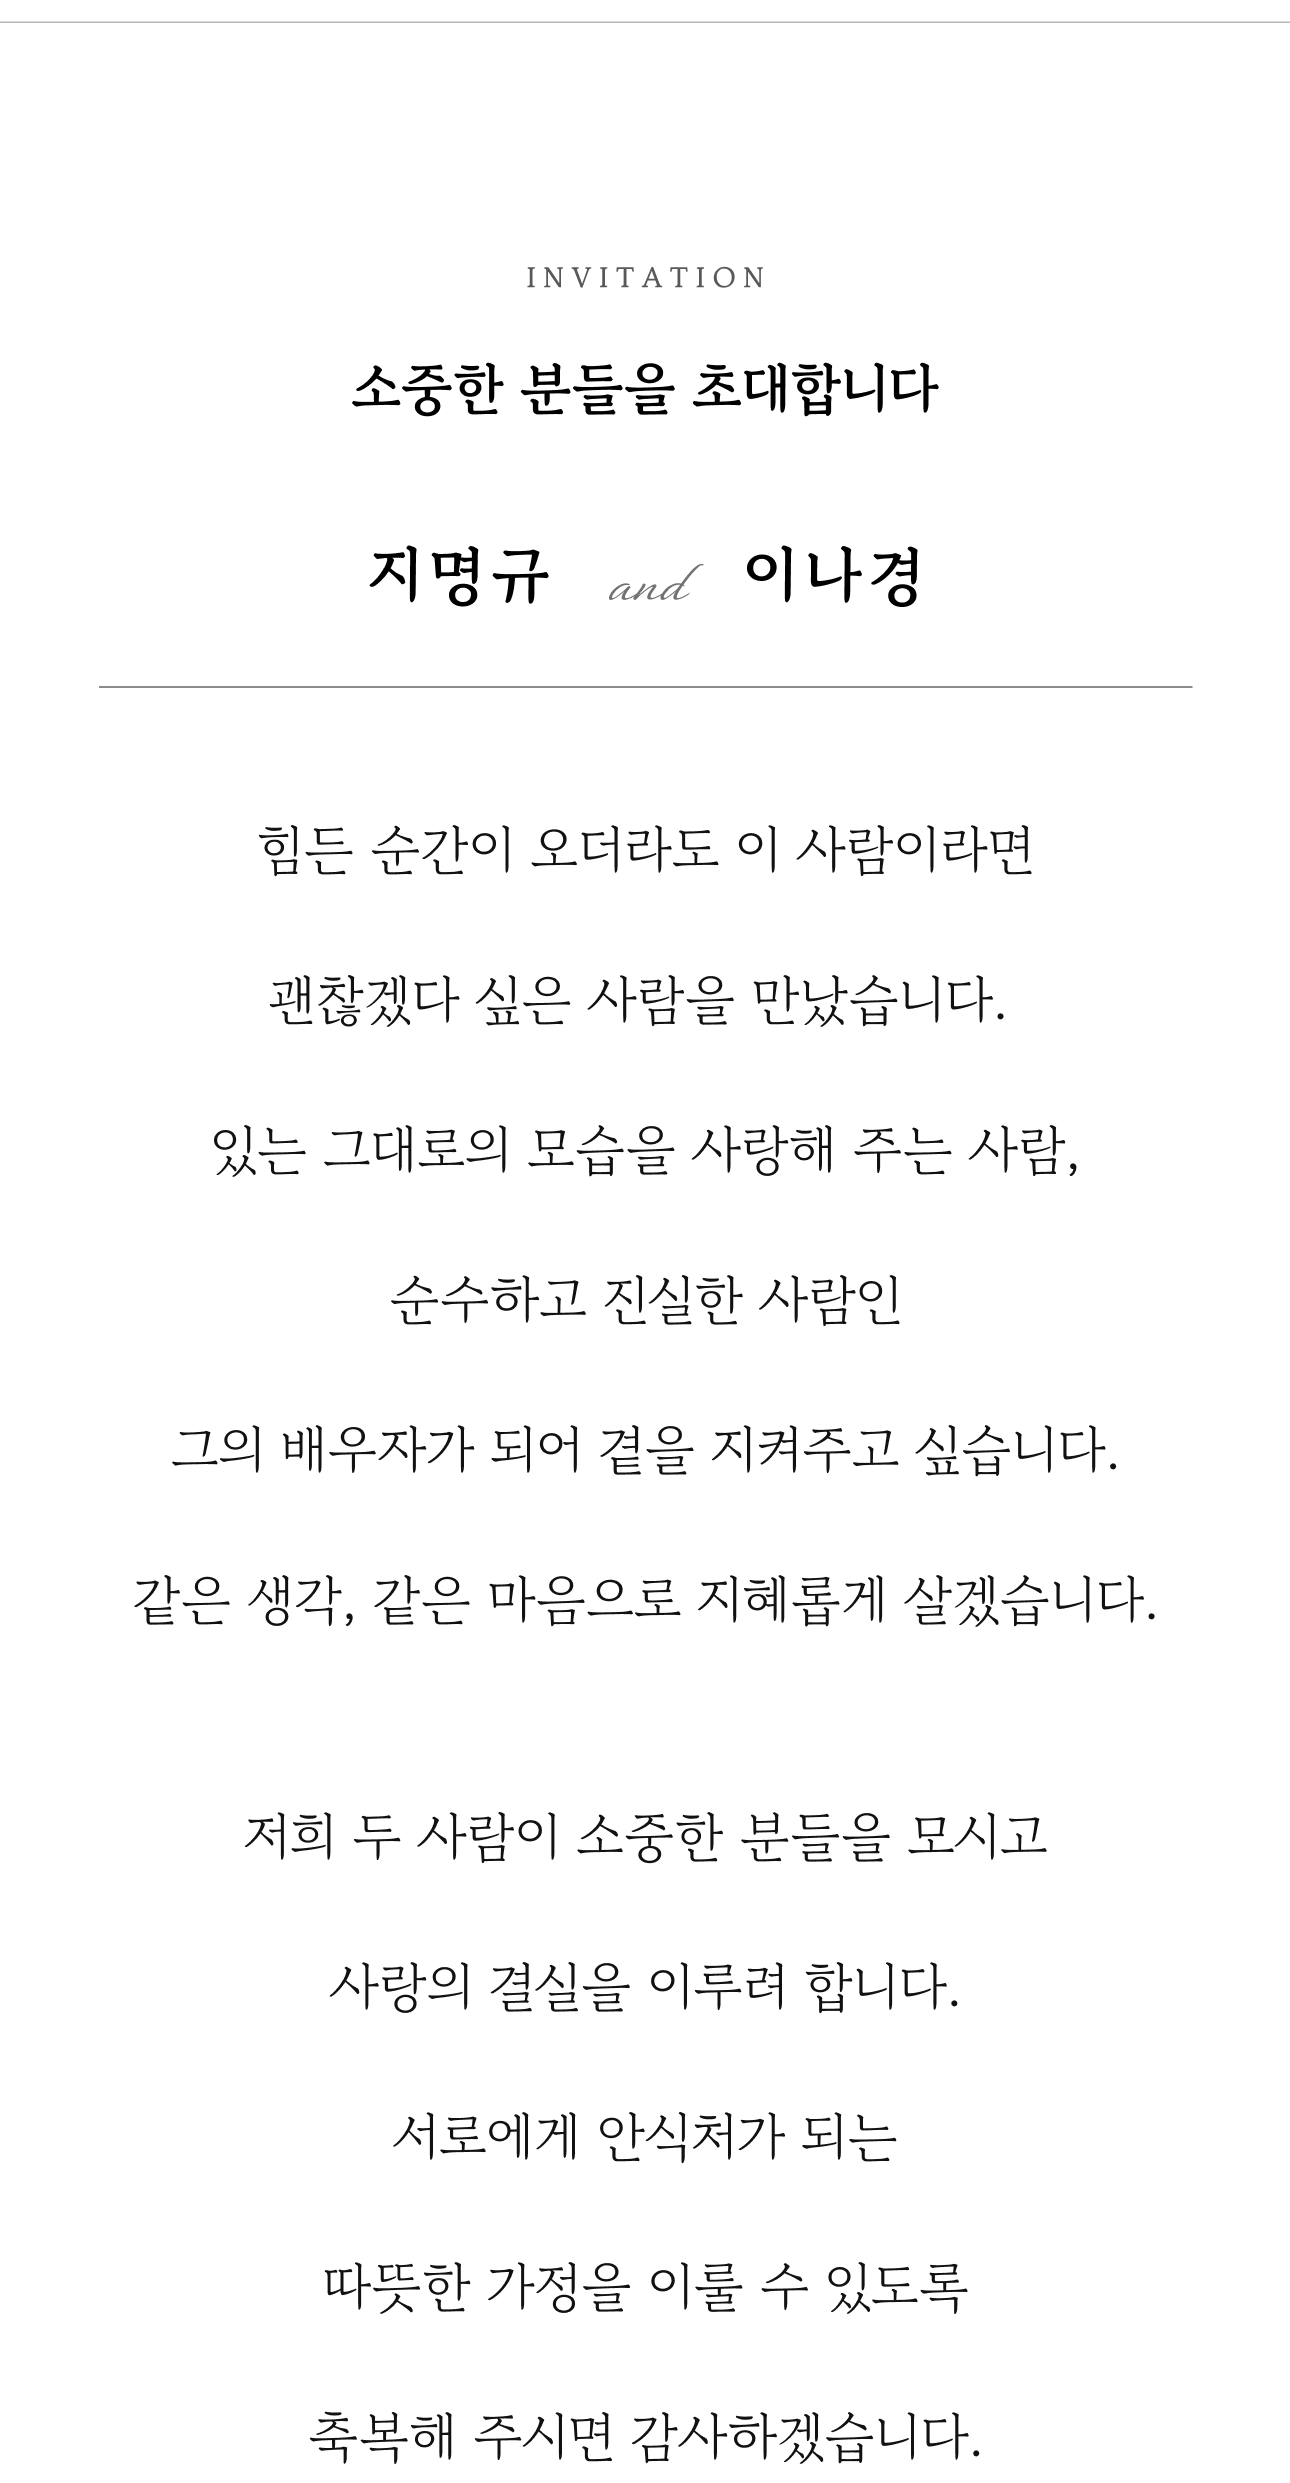 INVITATION
소중한 분들을 초대합니다
지명규 and 이나경
힘든 순간이 오더라도 이 사람이라면
괜찮겠다 싶은 사람을 만났습니다.
있는 그대로의 모습을 사랑해 주는 사람,
순수하고 진실한 사람인
그의 배우자가 되어 곁을 지켜주고 싶습니다.
같은 생각, 같은 마음으로 지혜롭게 살겠습니다.
저희 두 사람이 소중한 분들을 모시고
사랑의 결실을 이루려 합니다.
서로에게 안식처가 되는
따뜻한 가정을 이룰 수 있도록
축복해 주시면 감사하겠습니다.